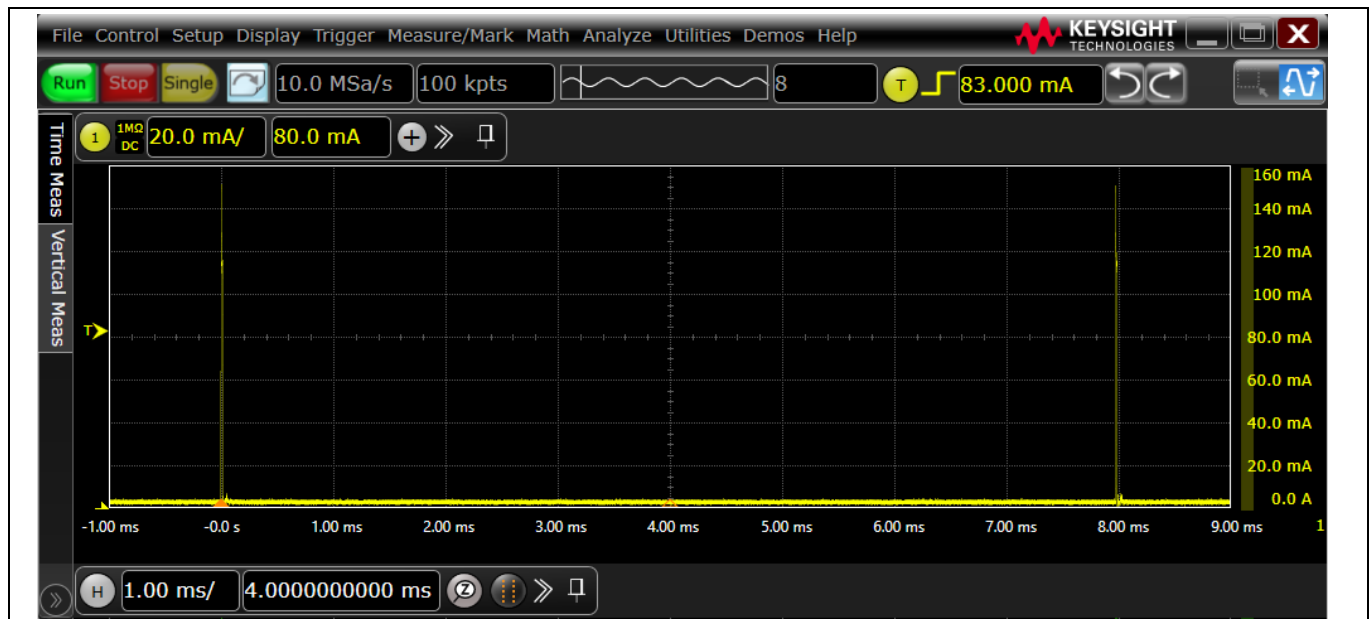 File Control Setup Display Trigger Measure/Mark Math Analyze Utilities Demos Help
KEYSIGHT
TECHNOLOGIES
X
Run Stop Single 10.0 MSa/s 100 kpts 8 T 83.000 mA
Time Meas
Vertical Meas
1 1MΩ DC 20.0 mA/ 80.0 mA
160 mA
140 mA
120 mA
100 mA
T
80.0 mA
60.0 mA
40.0 mA
20.0 mA
0.0 A
-1.00 ms -0.0 s 1.00 ms 2.00 ms 3.00 ms 4.00 ms 5.00 ms 6.00 ms 7.00 ms 8.00 ms 9.00 ms 1
H 1.00 ms/ 4.0000000000 ms Z